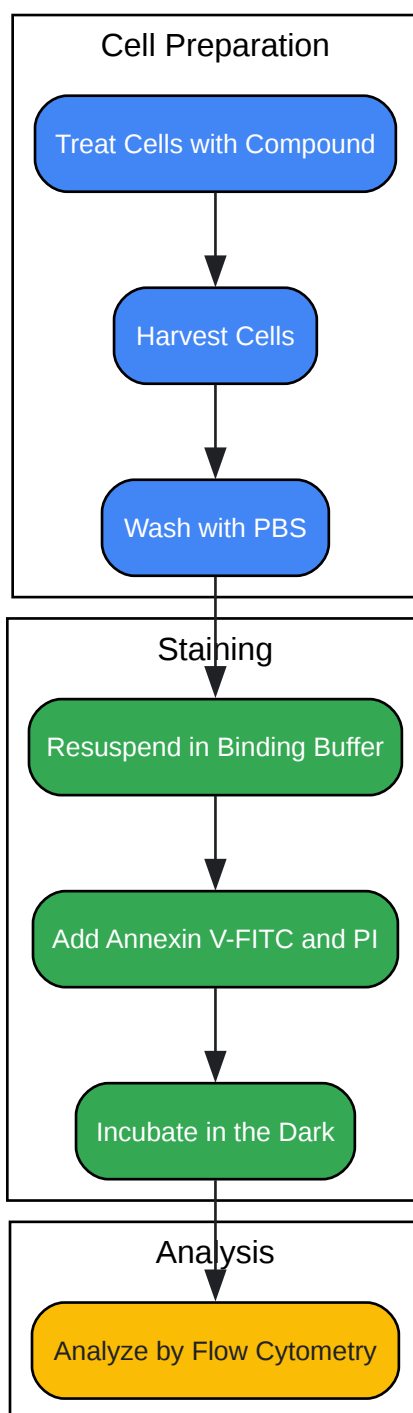 Cell Preparation
Treat Cells with Compound
Harvest Cells
Wash with PBS
Staining
Resuspend in Binding Buffer
Add Annexin V-FITC and PI
Incubate in the Dark
Analysis
Analyze by Flow Cytometry